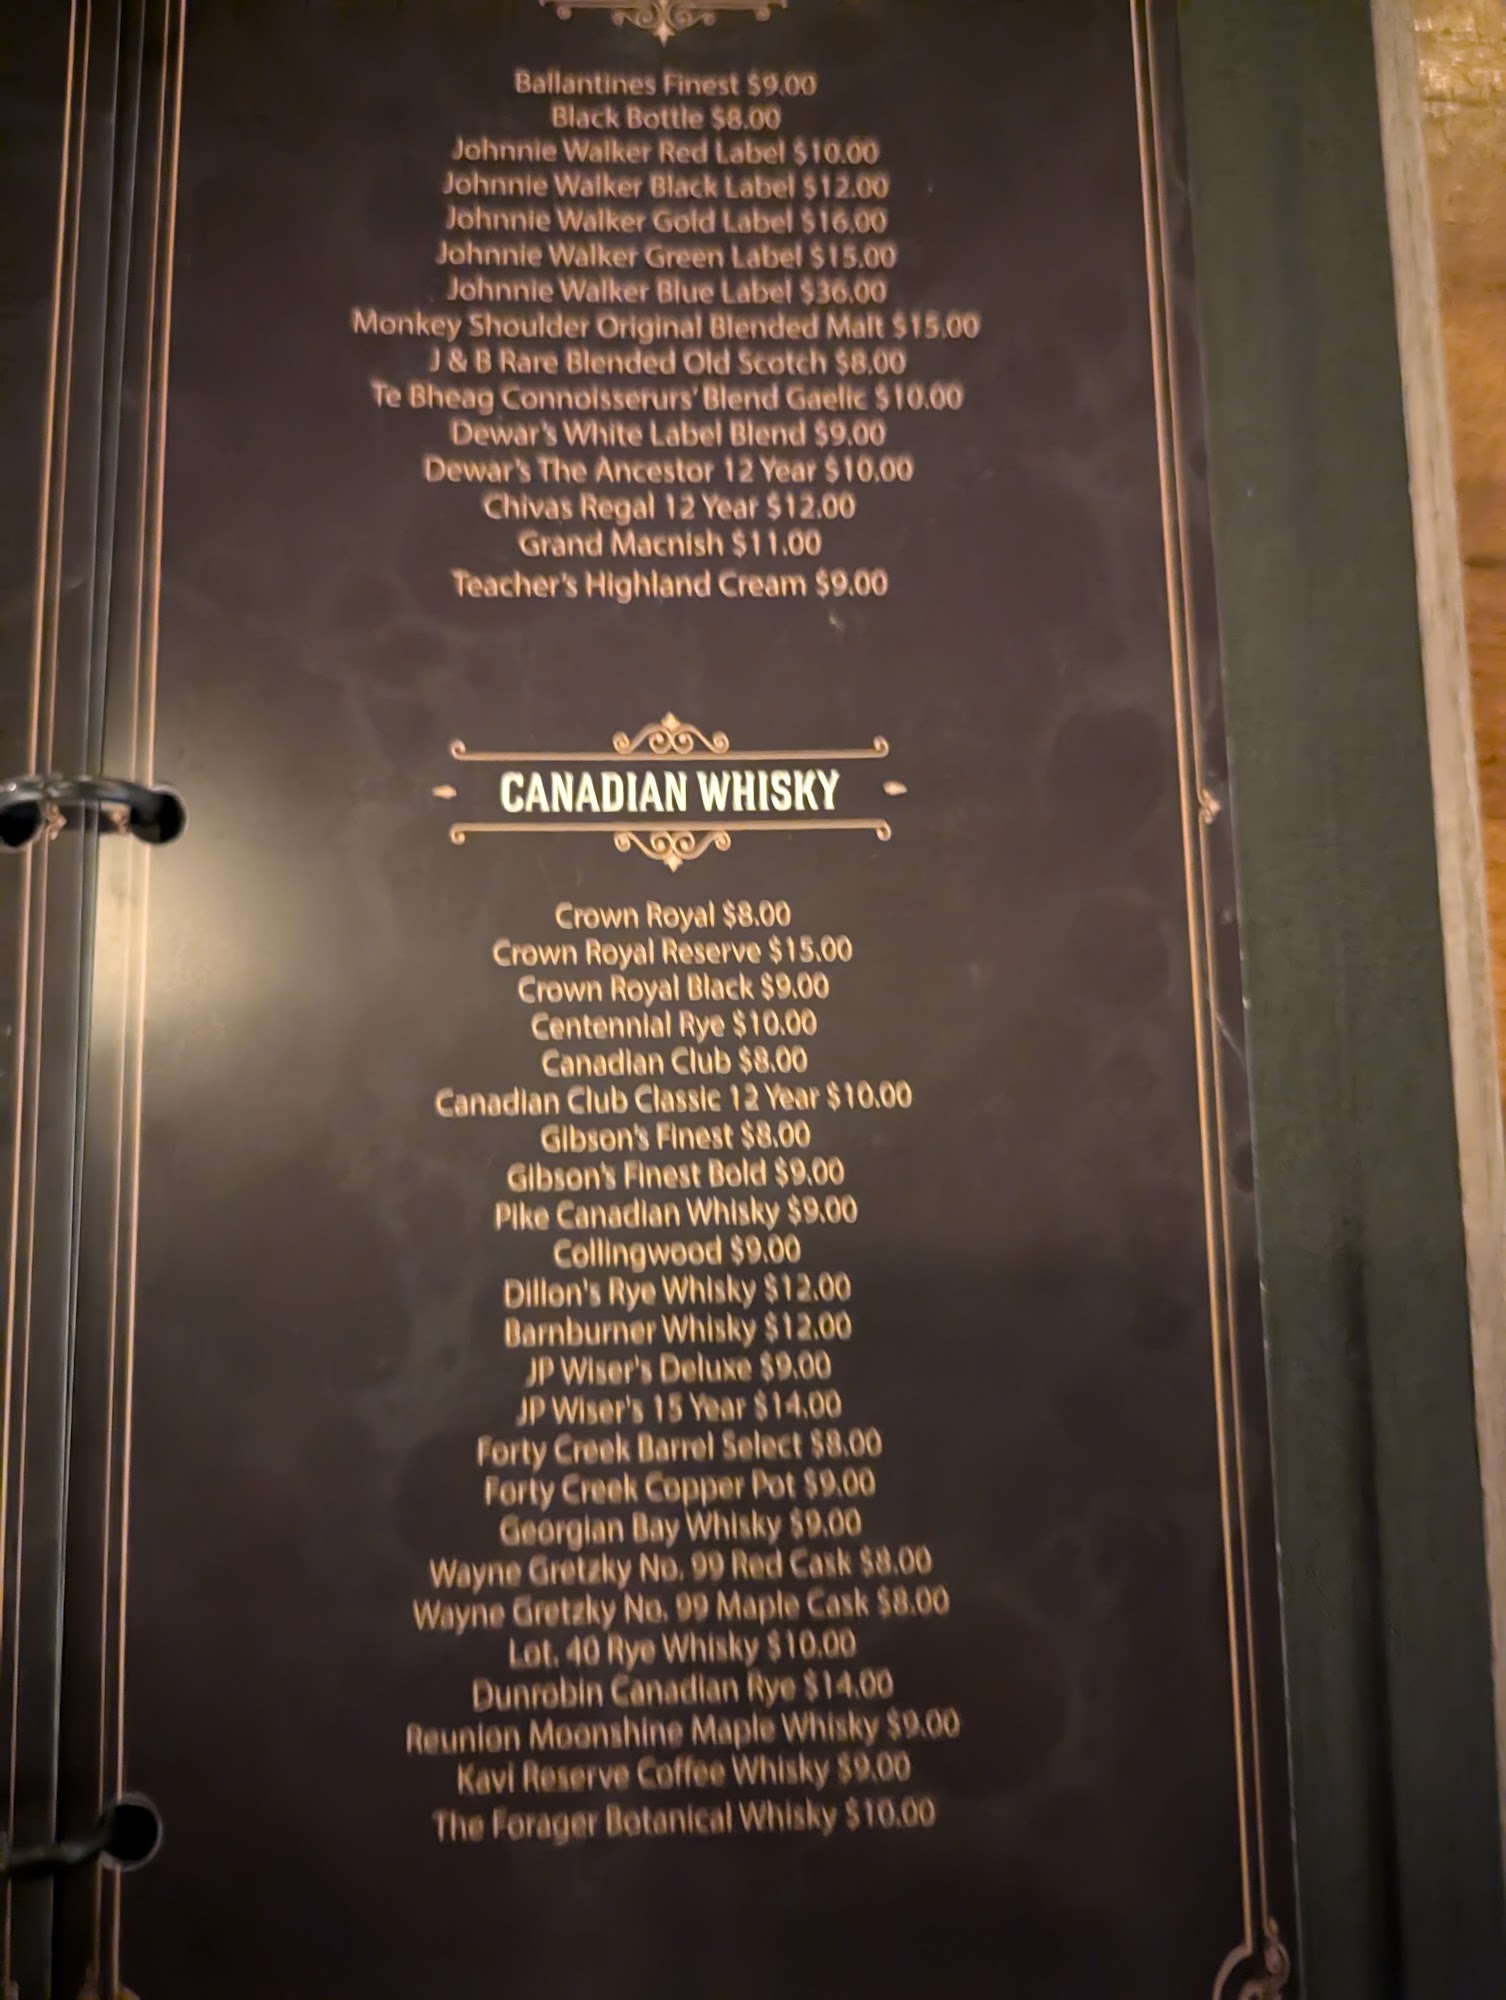 Ballantines Finest $9.00
Black Bottle $8.00
Johnnie Walker Red Label $10.00
Johnnie Walker Black Label $12.00
Johnnie Walker Gold Label $16.00
Johnnie Walker Green Label $15.00
Johnnie Walker Blue Label $36.00
Monkey Shoulder Original Blended Malt $15.00
J & B Rare Blended Old Scotch $8.00
Te Bheag Connoisserurs' Blend Gaelic $10.00
Dewar's White Label Blend $9.00
Dewar's The Ancestor 12 Year $10.00
Chivas Regal 12 Year $12.00
Grand Macnish $11.00
Teacher's Highland Cream $9.00
CANADIAN WHISKY
Crown Royal $8.00
Crown Royal Reserve $15.00
Crown Royal Black $9.00
Centennial Rye $10.00
Canadian Club $8.00
Canadian Club Classic 12 Year $10.00
Gibson's Finest $8.00
Gibson's Finest Bold $9.00
Pike Canadian Whisky $9.00
Collingwood $9.00
Dillon's Rye Whisky $12.00
Barnburner Whisky $12.00
JP Wiser's Deluxe $9.00
JP Wiser's 15 Year $14.00
Forty Creek Barrel Select $8.00
Forty Creek Copper Pot $9.00
Georgian Bay Whisky $9.00
Wayne Gretzky No. 99 Red Cask $8.00
Wayne Gretzky No. 99 Maple Cask $8.00
Lot. 40 Rye Whisky $10.00
Dunrobin Canadian Rye $14.00
Reunion Moonshine Maple Whisky $9.00
Kavi Reserve Coffee Whisky $9.00
The Forager Botanical Whisky $10.00